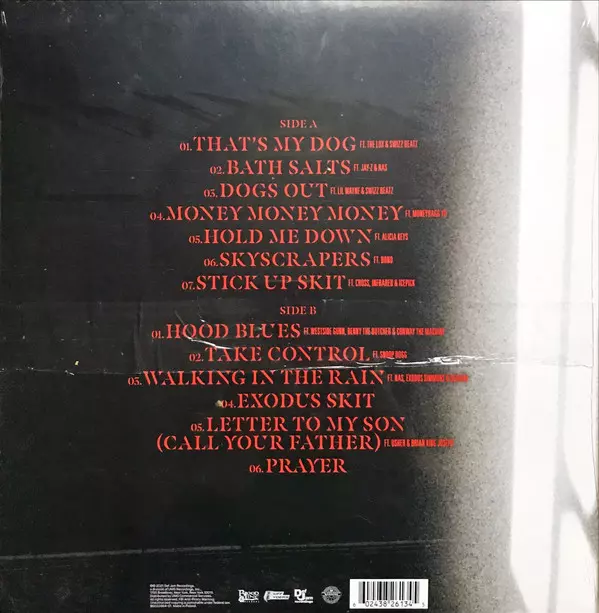 SIDE A
01. THAT'S MY DOG FT. THE LOX & SWIZZ BEATZ
02. BATH SALTS FT. JAY-Z & NAS
03. DOGS OUT FT. LIL WAYNE & SWIZZ BEATZ
04. MONEY MONEY MONEY FT. MONEYBAGG YO
05. HOLD ME DOWN FT. ALICIA KEYS
06. SKYSCRAPERS FT. BONO
07. STICK UP SKIT FT. CROSS, INFRARED & ICEPICK
SIDE B
01. HOOD BLUES FT. WESTSIDE GUNN, BENNY THE BUTCHER & CONWAY THE MACHINE
02. TAKE CONTROL FT. SNOOP DOGG
03. WALKING IN THE RAIN FT. NAS, EXODUS SIMMONS
04. EXODUS SKIT
05. LETTER TO MY SON
(CALL YOUR FATHER) FT. USHER & BRIAN KING JOSEPH
06. PRAYER
6 02438 26134